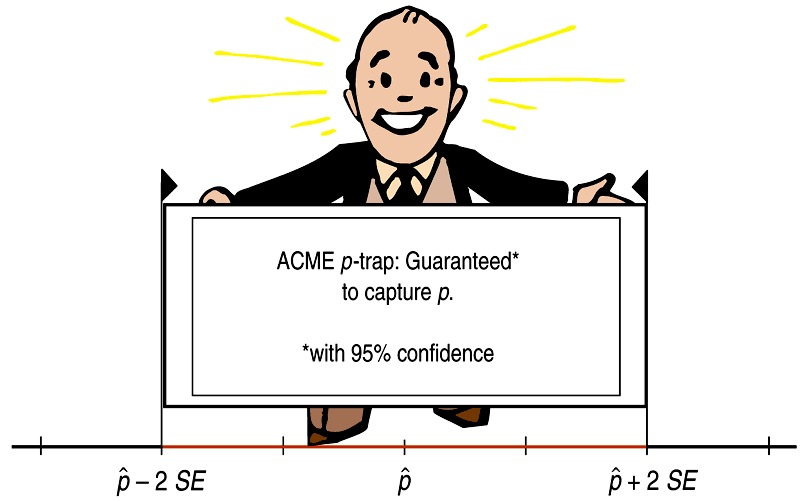 ACME p-trap: Guaranteed*
to capture p.
*with 95% confidence
p̂ – 2 SE p̂ p̂ + 2 SE